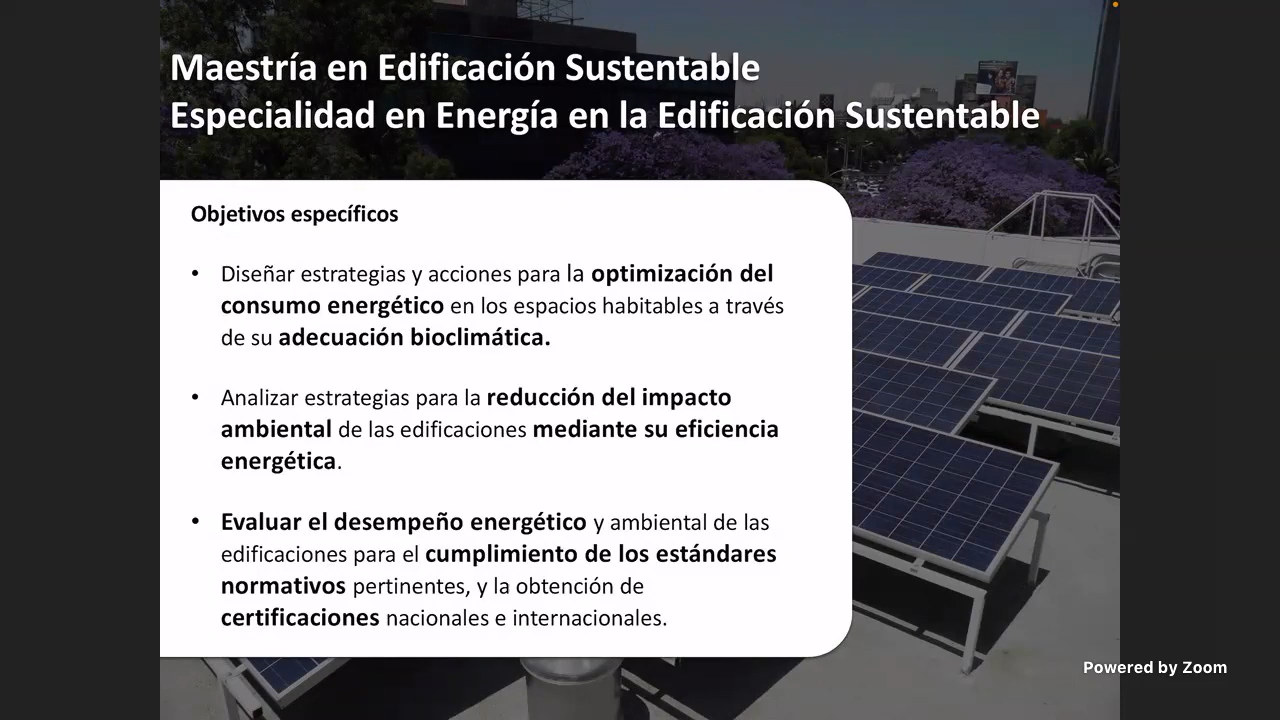 Maestría en Edificación Sustentable
Especialidad en Energía en la Edificación Sustentable
Objetivos específicos
• Diseñar estrategias y acciones para la optimización del
consumo energético en los espacios habitables a través
de su adecuación bioclimática.
• Analizar estrategias para la reducción del impacto
ambiental de las edificaciones mediante su eficiencia
energética.
• Evaluar el desempeño energético y ambiental de las
edificaciones para el cumplimiento de los estándares
normativos pertinentes, y la obtención de
certificaciones nacionales e internacionales.
Powered by Zoom